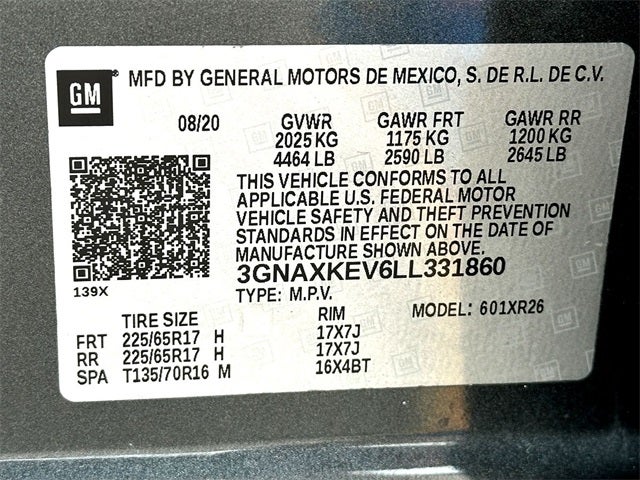 GM MFD BY GENERAL MOTORS DE MEXICO, S. DE R.L. DE C.V.
08/20 GVWR GAWR FRT GAWR RR
2025 KG 1175 KG 1200 KG
4464 LB 2590 LB 2645 LB
THIS VEHICLE CONFORMS TO ALL
APPLICABLE U.S. FEDERAL MOTOR
VEHICLE SAFETY AND THEFT PREVENTION
STANDARDS IN EFFECT ON THE DATE OF
MANUFACTURE SHOWN ABOVE.
3GNAXKEV6LL331860
139X
TYPE: M.P.V. MODEL: 601XR26
TIRE SIZE RIM
FRT 225/65R17 H 17X7J
RR 225/65R17 H 17X7J
SPA T135/70R16 M 16X4BT